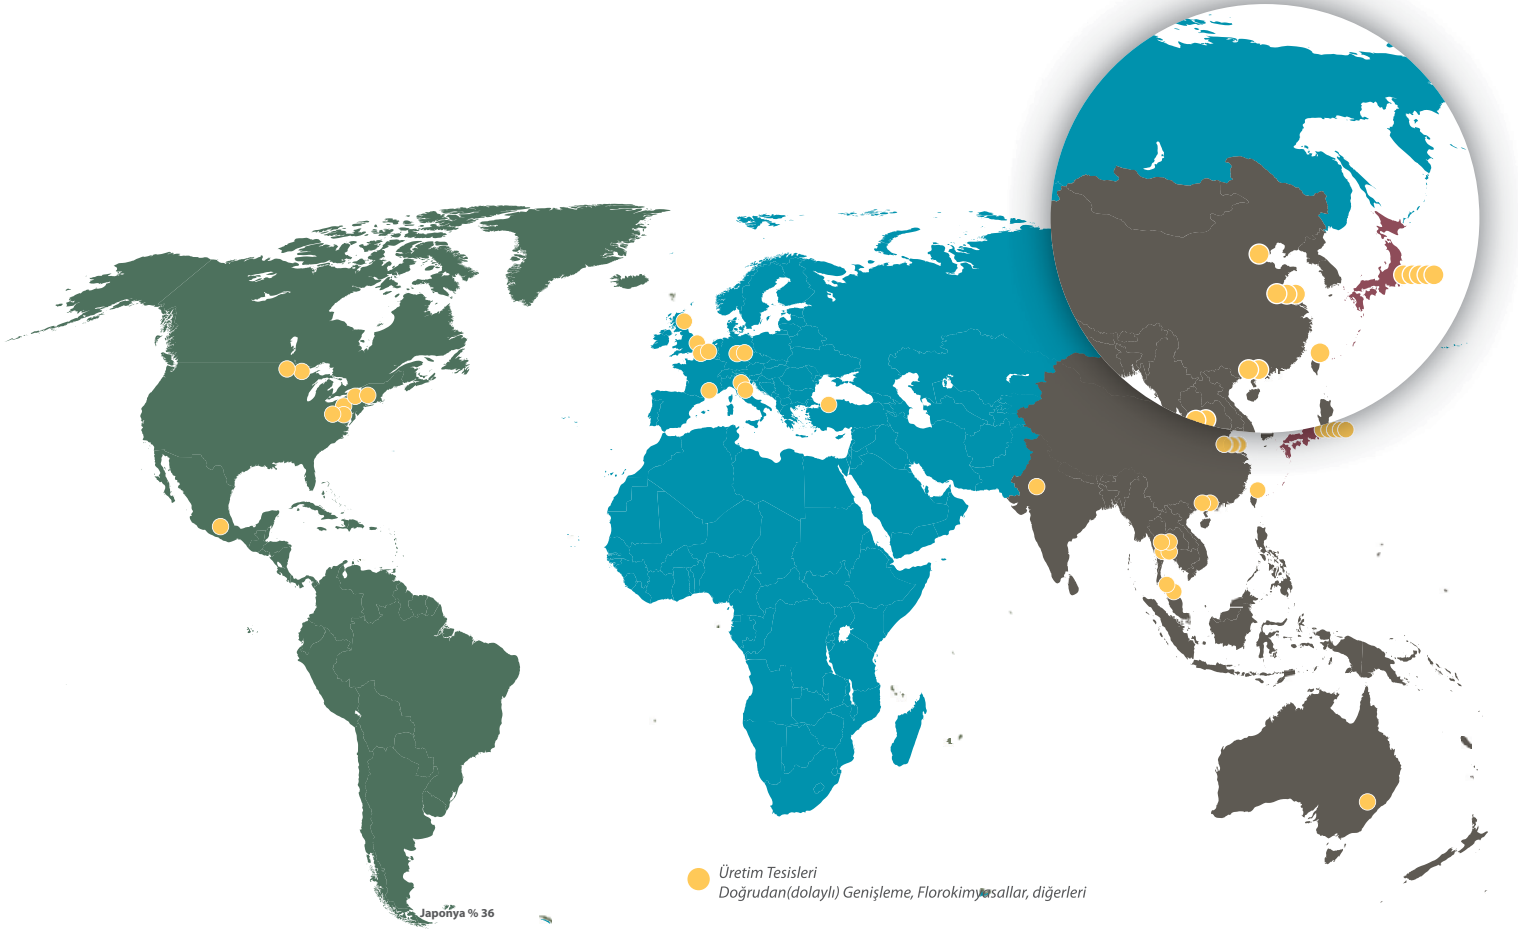 Üretim Tesisleri
Doğrudan(dolaylı) Genişleme, Florokimyasallar, diğerleri
Japonya % 36